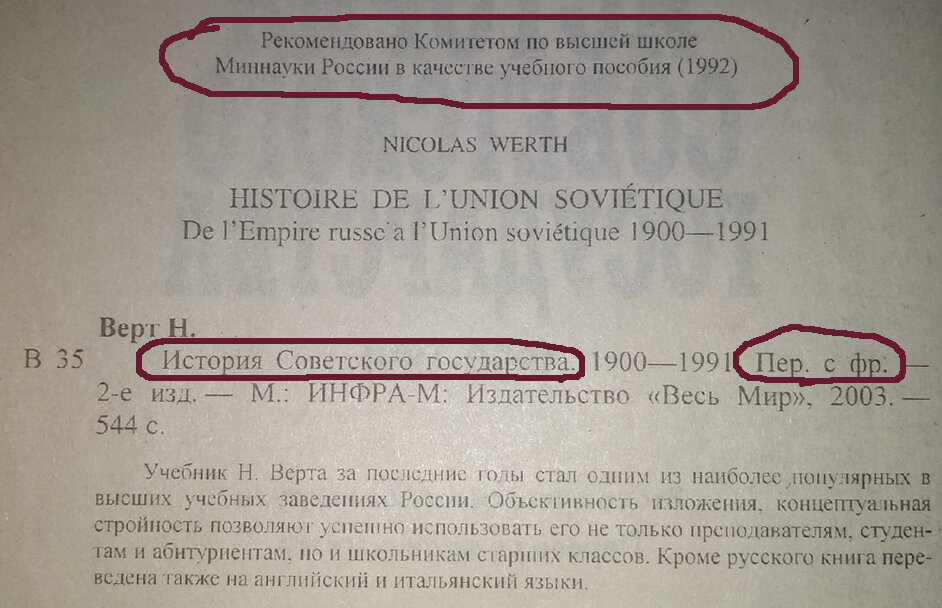 Рекомендовано Комитетом по высшей школе
Миннауки России в качестве учебного пособия (1992)
NICOLAS WERTH
HISTOIRE DE L'UNION SOVIÉTIQUE
De l'Empire russe a l'Union soviétique 1900—1991
Верт Н.
В 35 История Советского государства. 1900—1991 Пер. с фр. —
2-е изд. — М.: ИНФРА-М: Издательство «Весь Мир», 2003. —
544 с.
Учебник Н. Верта за последние годы стал одним из наиболее популярных в
высших учебных заведениях России. Объективность изложения, концептуальная
стройность позволяют успешно использовать его не только преподавателям, студен-
там и абитуриентам, но и школьникам старших классов. Кроме русского книга пере-
ведена также на английский и итальянский языки.